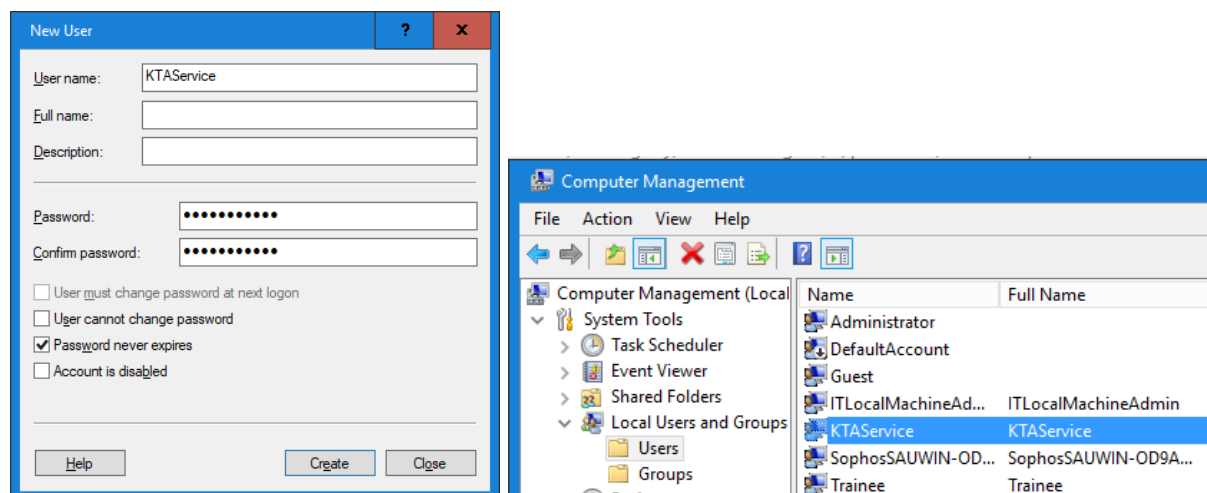 New User
?
x
User name:
KTAService
Full name:
Description:
Password:
●●●●●●●●●●●
Confirm password:
●●●●●●●●●●●
User must change password at next logon
User cannot change password
Password never expires
Account is disabled
Help
Create
Close
Computer Management
File Action View Help
Computer Management (Local
System Tools
Task Scheduler
Event Viewer
Shared Folders
Local Users and Groups
Users
Groups
Name Full Name
Administrator
DefaultAccount
Guest
ITLocalMachineAd... ITLocalMachineAdmin
KTAService KTAService
SophosSAUWIN-OD... SophosSAUWIN-OD9A...
Trainee Trainee